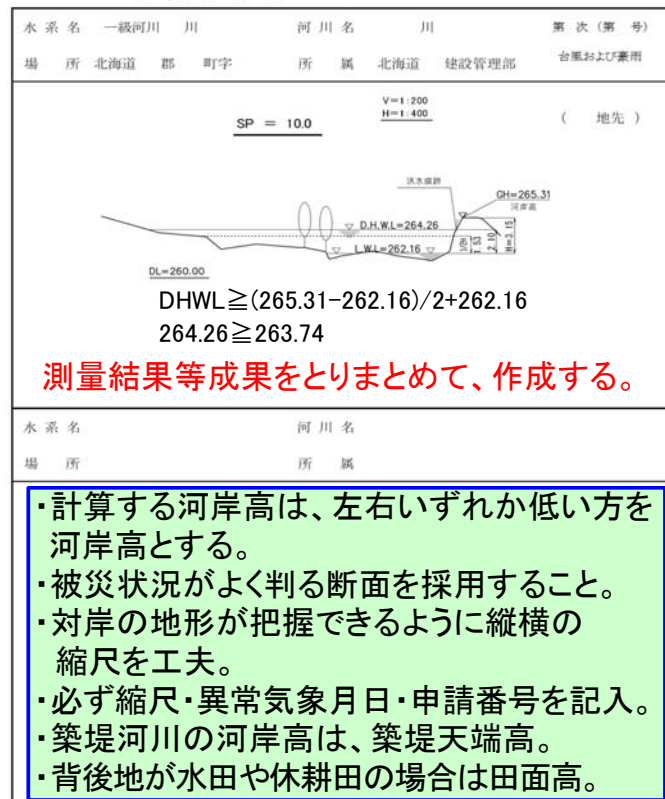 水系名 一級河川 川 河川名 川 第 次(第 号)
場所 北海道 郡 町字 所属 北海道 建設管理部 台風および豪雨
SP = 10.0
V=1:200
H=1:400
( 地先 )
洪水痕跡
GH=265.31
河岸高
D.H.W.L=264.26
L.W.L=262.16
1/2H
1.53
2.10
H=3.15
DL=260.00
DHWL≧(265.31-262.16)/2+262.16
264.26≧263.74
測量結果等成果をとりまとめて、作成する。
水系名 河川名
場所 所属
・計算する河岸高は、左右いずれか低い方を
河岸高とする。
・被災状況がよく判る断面を採用すること。
・対岸の地形が把握できるように縦横の
縮尺を工夫。
・必ず縮尺・異常気象月日・申請番号を記入。
・築堤河川の河岸高は、築堤天端高。
・背後地が水田や休耕田の場合は田面高。